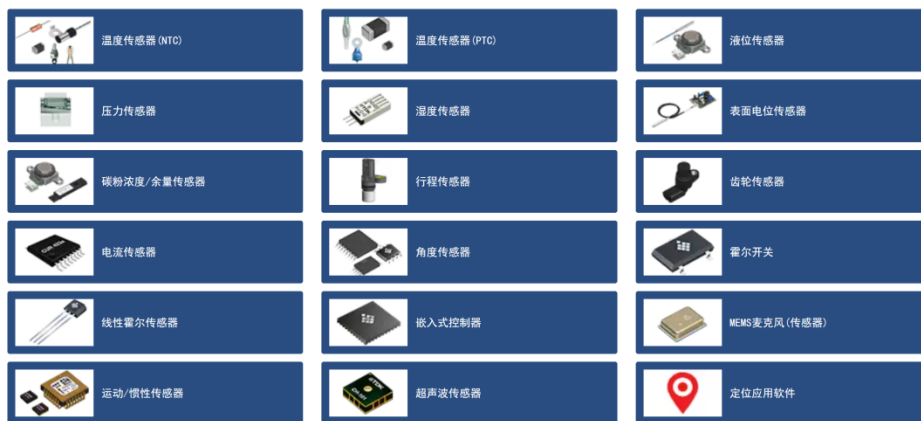 温度传感器(NTC)
温度传感器(PTC)
液位传感器
压力传感器
湿度传感器
表面电位传感器
碳粉浓度/余量传感器
行程传感器
齿轮传感器
电流传感器
角度传感器
霍尔开关
线性霍尔传感器
嵌入式控制器
MEMS麦克风(传感器)
运动/惯性传感器
超声波传感器
定位应用软件